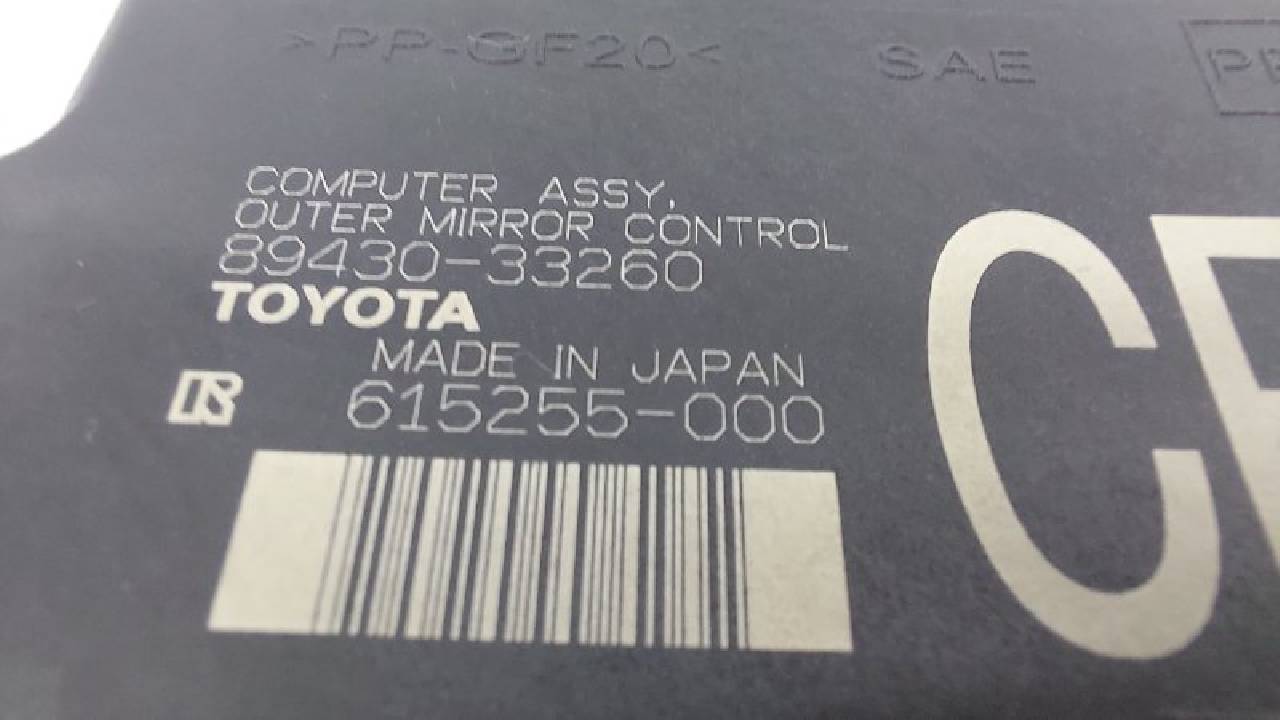 >PP-GF20< SAE
COMPUTER ASSY,
OUTER MIRROR CONTROL
89430-33260
TOYOTA
MADE IN JAPAN
615255-000